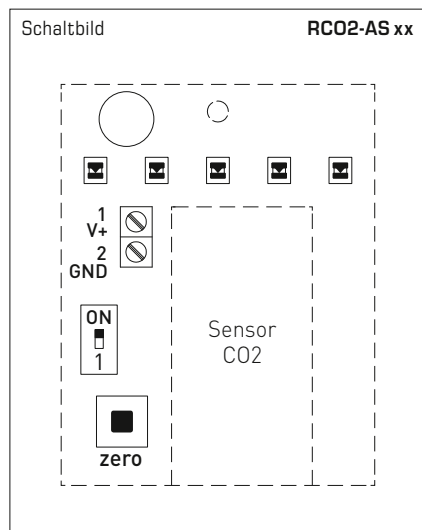 Schaltbild RCO2-AS xx
1
V+
2
GND
ON
1
Sensor
CO2
zero